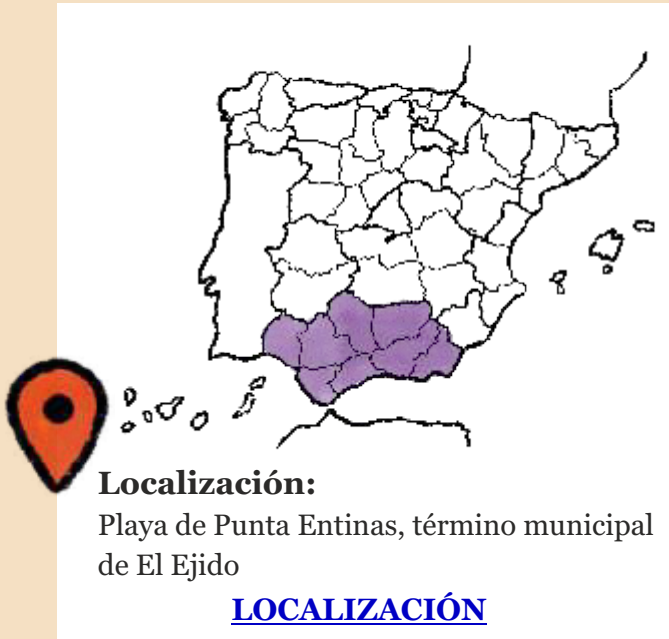 Localización:
Playa de Punta Entinas, término municipal
de El Ejido
LOCALIZACIÓN